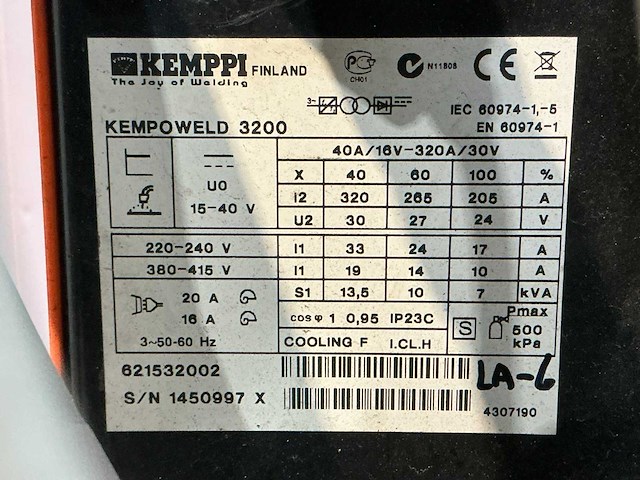 KEMPPI FINLAND
The Joy of Welding
PG
CH01
N11808
CE
3~
IEC 60974-1,-5
EN 60974-1
KEMPOWELD 3200
40A/16V-320A/30V
X 40 60 100 %
U0
15-40 V
I2 320 265 205 A
U2 30 27 24 V
220-240 V I1 33 24 17 A
380-415 V I1 19 14 10 A
S1 13,5 10 7 kVA
20 A
16 A
3~50-60 Hz
cos φ 1 0,95 IP23C
COOLING F I.CL.H
S
Pmax
500
kPa
621532002
LA-6
S/N 1450997 X
4307190